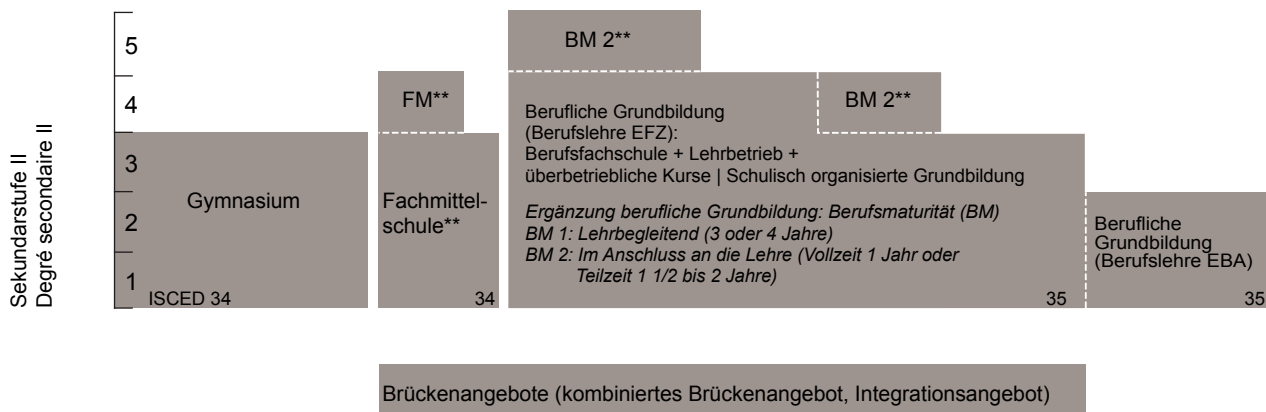 Sekundarstufe II
Degré secondaire II
5
4
3
2
1
BM 2**
FM**
BM 2**
Gymnasium
ISCED 34
Fachmittel-
schule**
34
Berufliche Grundbildung
(Berufslehre EFZ):
Berufsfachschule + Lehrbetrieb +
überbetriebliche Kurse | Schulisch organisierte Grundbildung
Ergänzung berufliche Grundbildung: Berufsmaturität (BM)
BM 1: Lehrbegleitend (3 oder 4 Jahre)
BM 2: Im Anschluss an die Lehre (Vollzeit 1 Jahr oder
Teilzeit 1 1/2 bis 2 Jahre)
35
Berufliche
Grundbildung
(Berufslehre EBA)
35
Brückenangebote (kombiniertes Brückenangebot, Integrationsangebot)